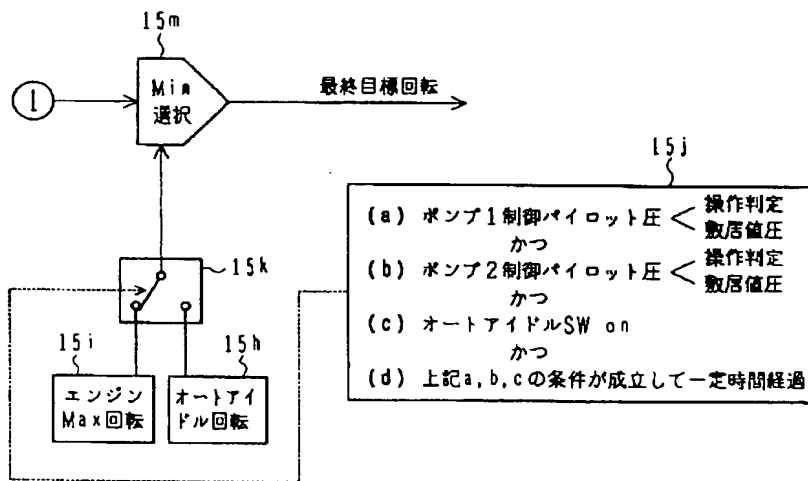 15m
1
Min
選択
最終目標回転
15j
(a) ポンプ1制御パイロット圧 < 操作判定
敷居値圧
かつ
(b) ポンプ2制御パイロット圧 < 操作判定
敷居値圧
かつ
(c) オートアイドルSW on
かつ
(d) 上記a,b,cの条件が成立して一定時間経過
15k
15i
15h
エンジン
Max回転
オートアイ
ドル回転